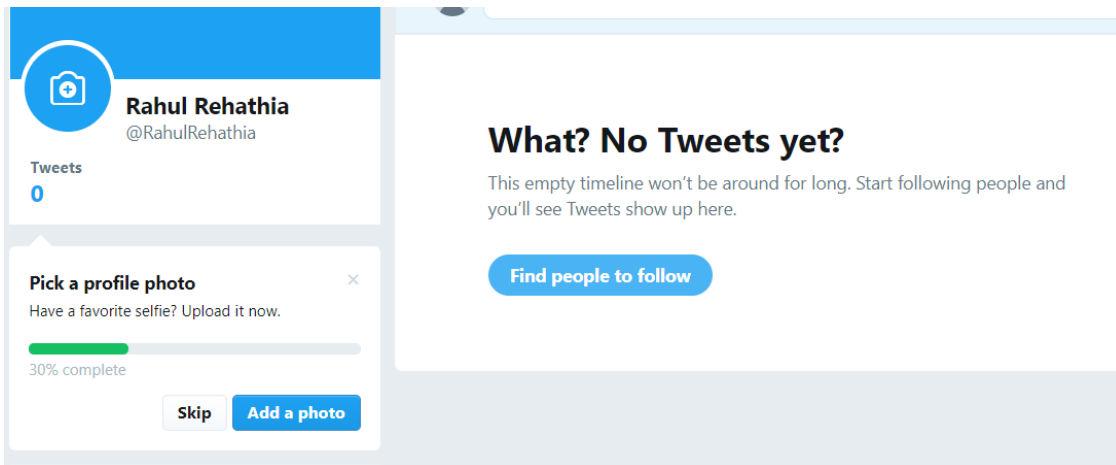 Rahul Rehathia
@RahulRehathia
Tweets
0
Pick a profile photo
Have a favorite selfie? Upload it now.
30% complete
Skip
Add a photo
What? No Tweets yet?
This empty timeline won’t be around for long. Start following people and
you’ll see Tweets show up here.
Find people to follow